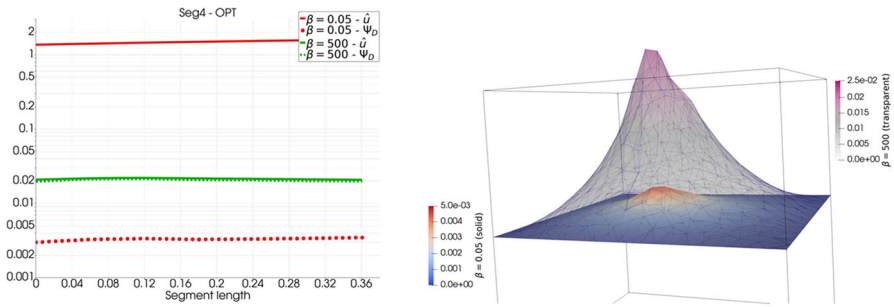 Seg4 - OPT
β = 0.05 - û
β = 0.05 - Ψ_D
β = 500 - û
β = 500 - Ψ_D
2
1
0.5
0.2
0.1
0.05
0.02
0.01
0.005
0.002
0.001
0 0.04 0.08 0.12 0.16 0.2 0.24 0.28 0.32 0.36
Segment length
5.0e-03
0.004
0.003
0.002
0.001
0.0e+00
β = 0.05 (solid)
2.5e-02
0.02
0.015
0.01
0.005
0.0e+00
β = 500 (transparent)